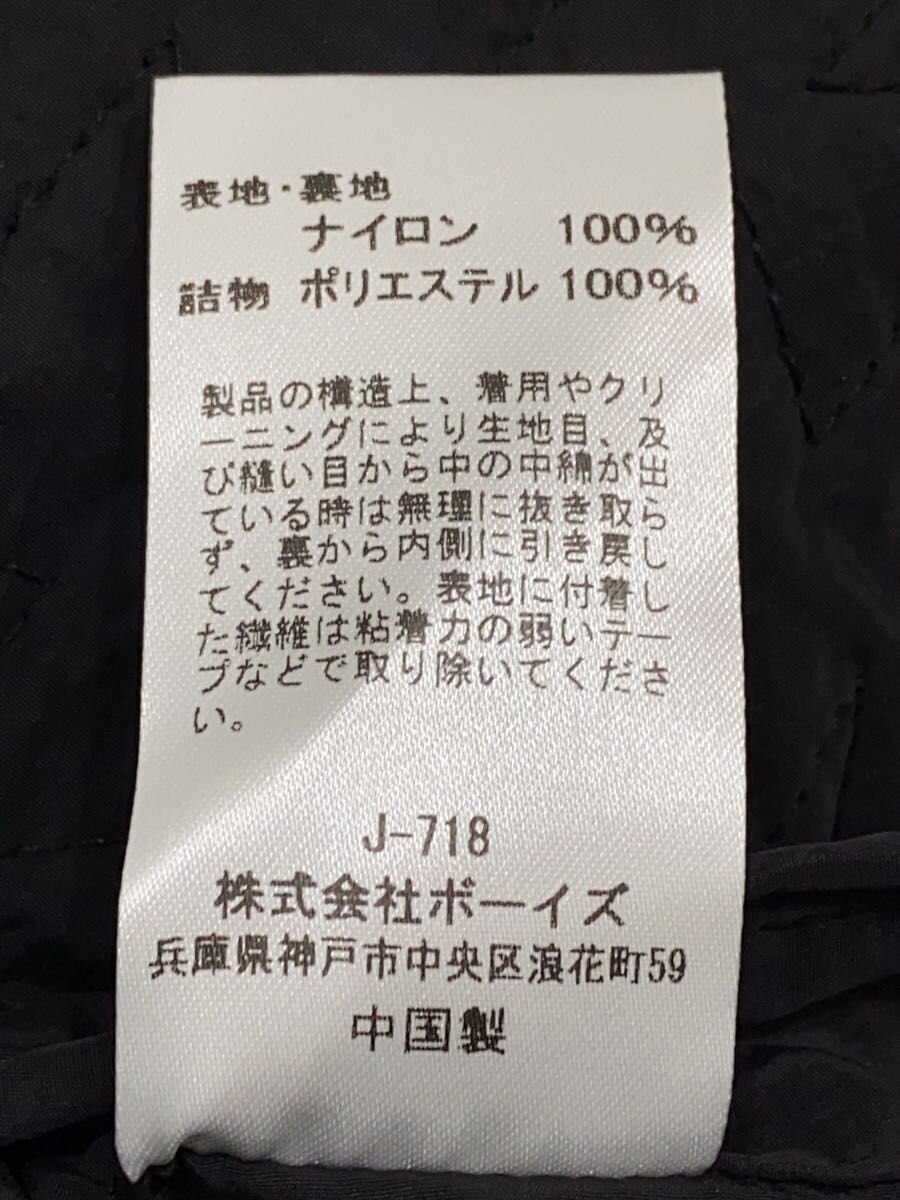 表地・裏地
ナイロン 100%
詰物 ポリエステル 100%
製品の構造上、着用やクリ
ーニングにより生地目、及
び縫い目から中の中綿が出
ている時は無理に抜き取ら
ず、裏から内側に引き戻し
てください。表地に付着し
た繊維は粘着力の弱いテー
プなどで取り除いてくださ
い。
J-718
株式会社ボーイズ
兵庫県神戸市中央区浪花町59
中国製